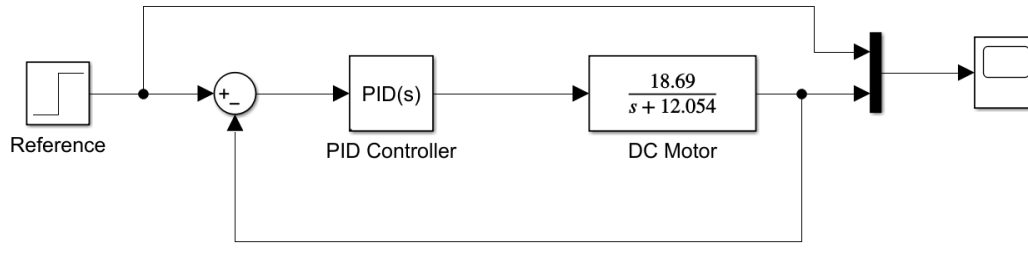 +
−
PID(s)
18.69
s + 12.054
Reference
PID Controller
DC Motor